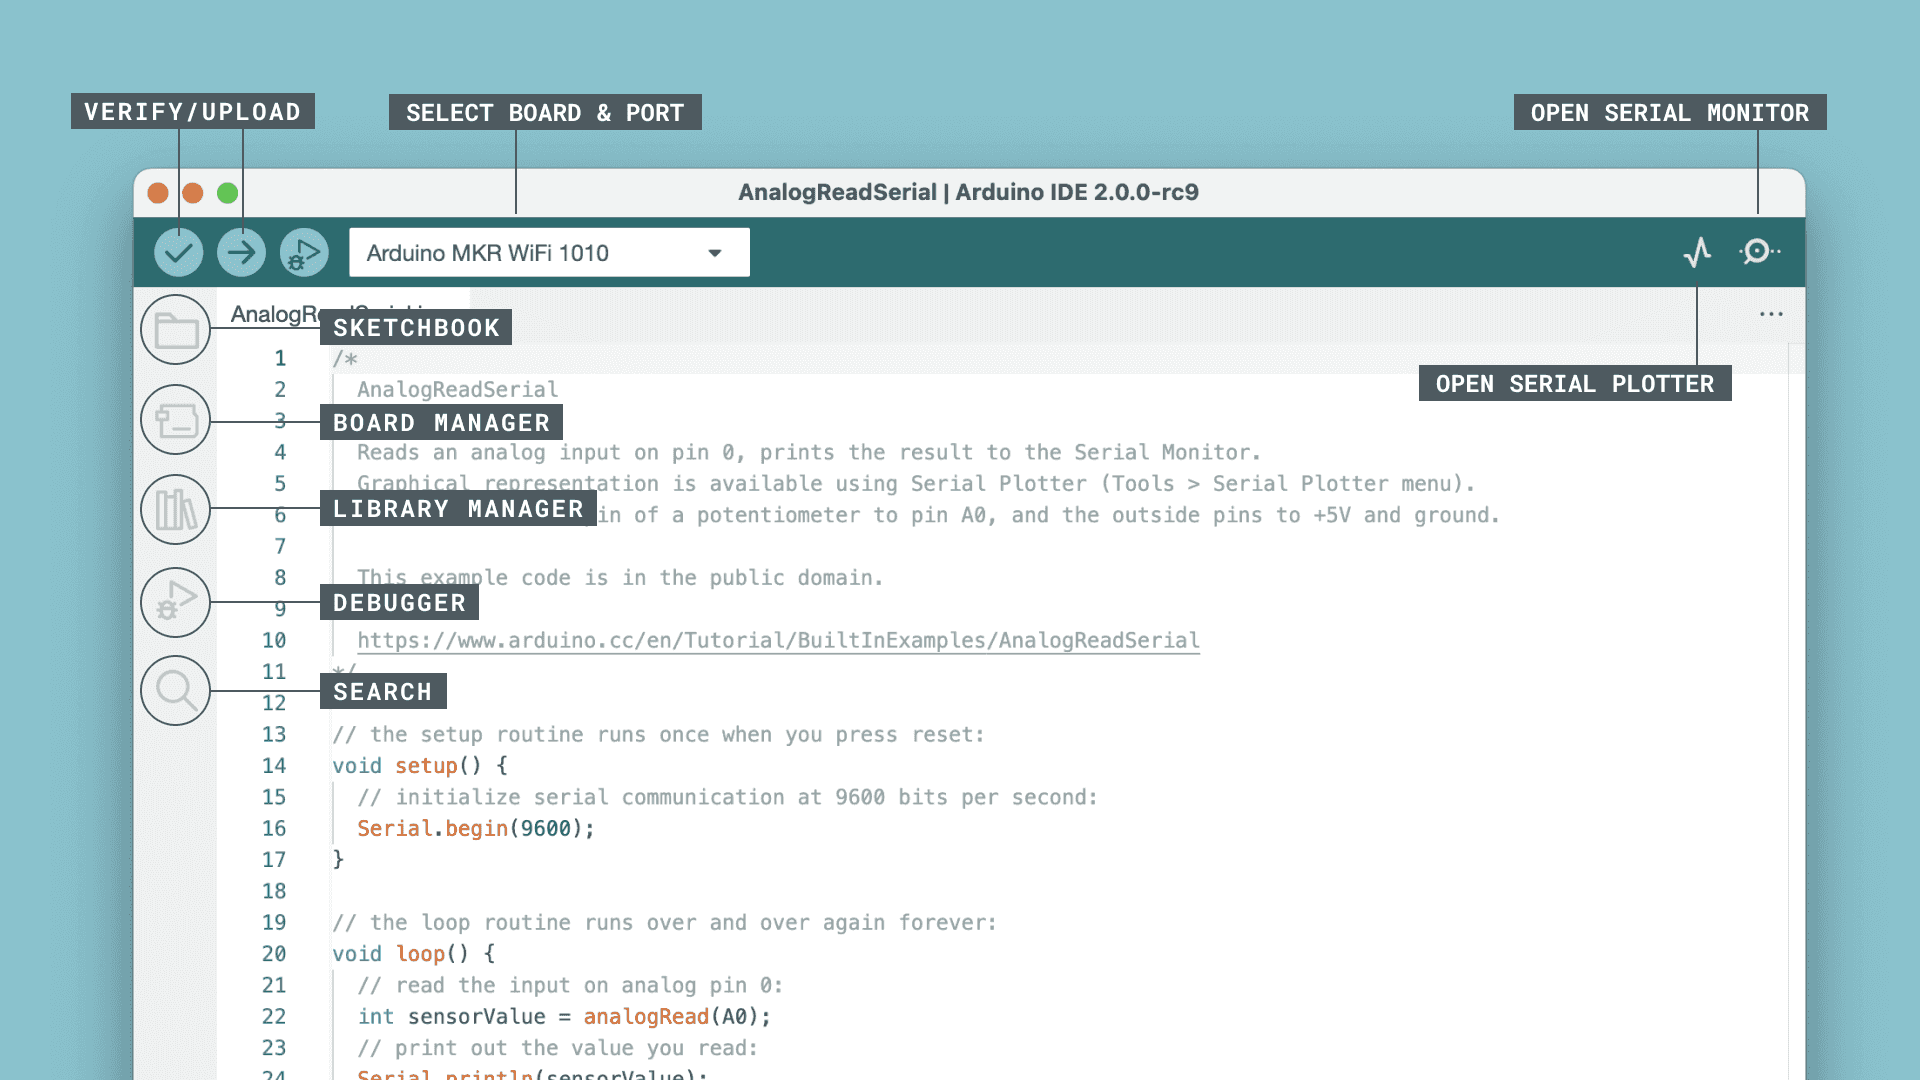 VERIFY/UPLOAD
SELECT BOARD & PORT
OPEN SERIAL MONITOR
AnalogReadSerial | Arduino IDE 2.0.0-rc9
Arduino MKR WiFi 1010
SKETCHBOOK
...
1 /*
2 AnalogReadSerial
OPEN SERIAL PLOTTER
3
BOARD MANAGER
4 Reads an analog input on pin 0, prints the result to the Serial Monitor.
5 Graphical representation is available using Serial Plotter (Tools > Serial Plotter menu).
LIBRARY MANAGER
6 of a potentiometer to pin A0, and the outside pins to +5V and ground.
7
8 This example code is in the public domain.
DEBUGGER
9
10 https://www.arduino.cc/en/Tutorial/BuiltInExamples/AnalogReadSerial
11 */
SEARCH
12
13 // the setup routine runs once when you press reset:
14 void setup() {
15 // initialize serial communication at 9600 bits per second:
16 Serial.begin(9600);
17 }
18
19 // the loop routine runs over and over again forever:
20 void loop() {
21 // read the input on analog pin 0:
22 int sensorValue = analogRead(A0);
23 // print out the value you read:
24 Serial.println(sensorValue);